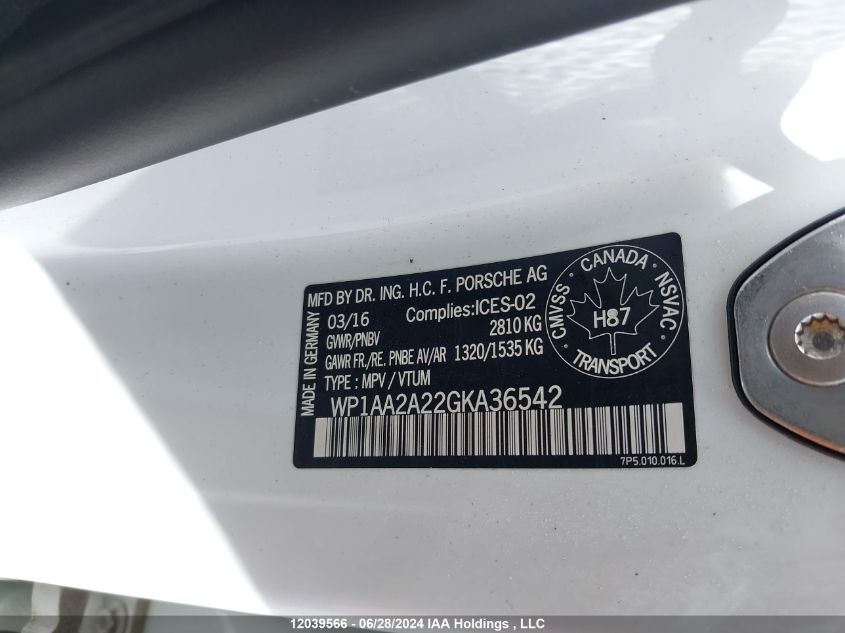 MFD BY DR. ING. H.C. F. PORSCHE AG
MADE IN GERMANY
03/16 Complies:ICES-02
GVWR/PNBV 2810 KG
GAWR FR./RE. PNBE AV/AR 1320/1535 KG
TYPE : MPV / VTUM
WP1AA2A22GKA36542
7P5.010.016.L
CMVSS · CANADA · NSVAC
H87
TRANSPORT
12039566 - 06/28/2024 IAA Holdings , LLC